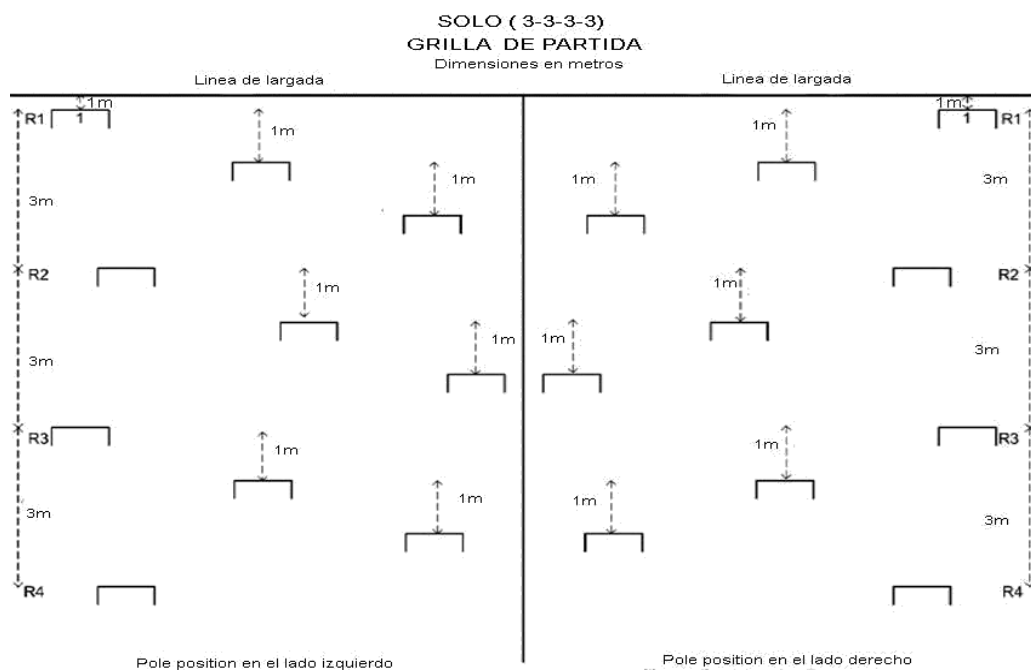 SOLO ( 3-3-3-3)
GRILLA DE PARTIDA
Dimensiones en metros
Linea de largada
Linea de largada
1m
1m
R1
1
1
R1
1m
1m
1m
1m
3m
3m
R2
R2
1m
1m
1m
1m
3m
3m
R3
R3
1m
1m
1m
1m
3m
3m
R4
R4
Pole position en el lado izquierdo
Pole position en el lado derecho